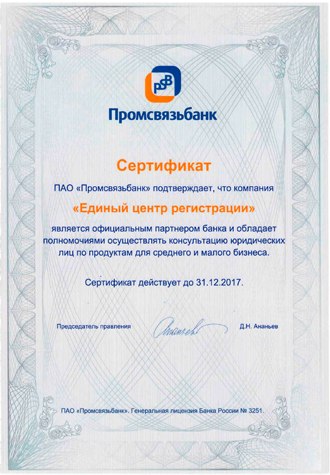 PSB
Промсвязьбанк
Сертификат
ПАО «Промсвязьбанк» подтверждает, что компания
«Единый центр регистрации»
является официальным партнером банка и обладает
полномочиями осуществлять консультацию юридических
лиц по продуктам для среднего и малого бизнеса.
Сертификат действует до 31.12.2017.
Председатель правления
Д.Н. Ананьев
ПАО «Промсвязьбанк». Генеральная лицензия Банка России № 3251.